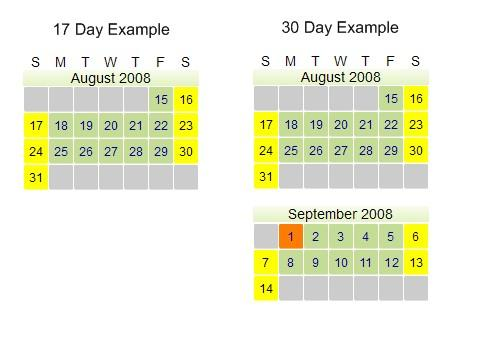 17 Day Example
S M T W T F S
August 2008
15 16
17 18 19 20 21 22 23
24 25 26 27 28 29 30
31
30 Day Example
S M T W T F S
August 2008
15 16
17 18 19 20 21 22 23
24 25 26 27 28 29 30
31
September 2008
1 2 3 4 5 6
7 8 9 10 11 12 13
14